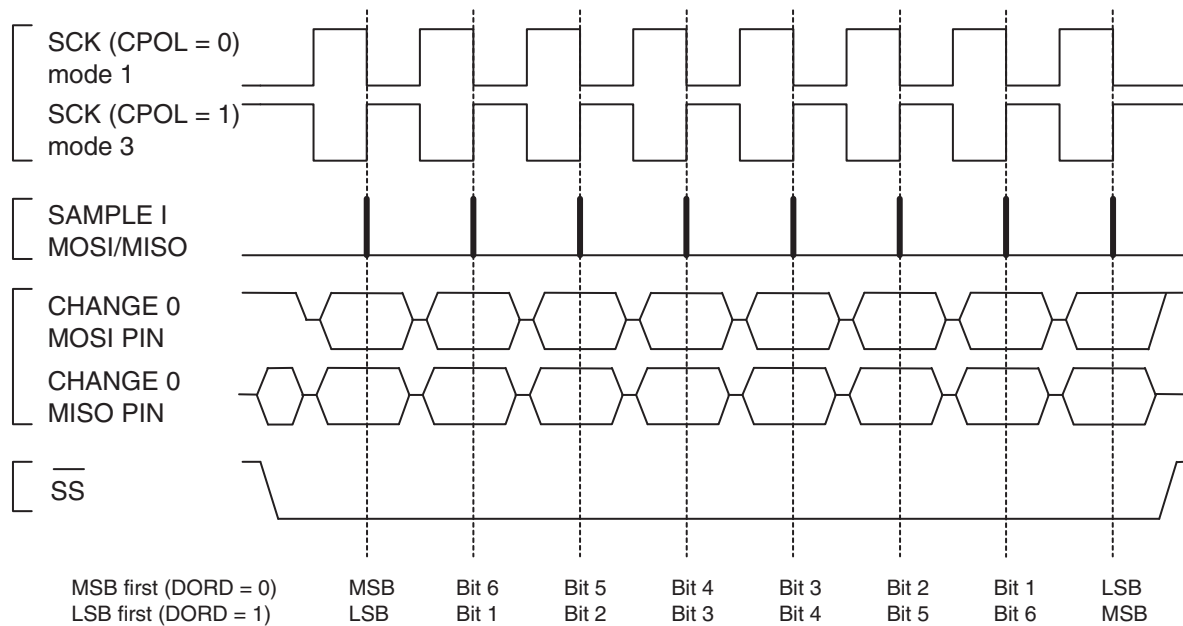 SCK (CPOL = 0)
mode 1
SCK (CPOL = 1)
mode 3
SAMPLE I
MOSI/MISO
CHANGE 0
MOSI PIN
CHANGE 0
MISO PIN
SS
MSB first (DORD = 0) MSB Bit 6 Bit 5 Bit 4 Bit 3 Bit 2 Bit 1 LSB
LSB first (DORD = 1) LSB Bit 1 Bit 2 Bit 3 Bit 4 Bit 5 Bit 6 MSB